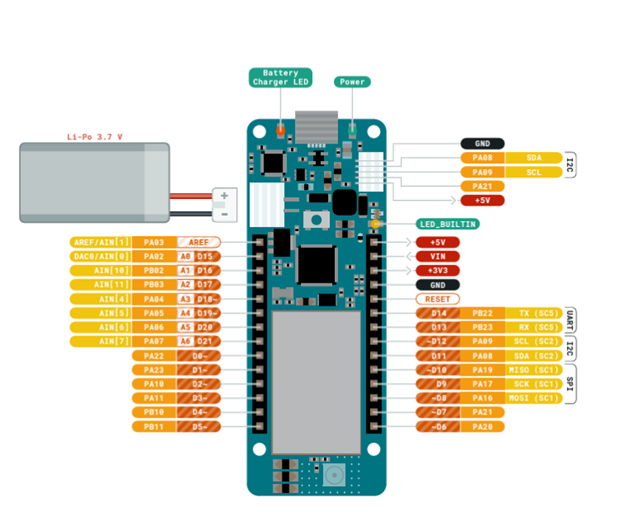 Battery
Charger LED
Power
Li-Po 3.7 V
+
-
GND
PA08 SDA
PA09 SCL
I2C
PA21
+5V
LED_BUILTIN
AREF/AIN[1] PA03 AREF
DAC0/AIN[0] PA02 A0 D15
AIN[10] PB02 A1 D16
AIN[11] PB03 A2 D17
AIN[4] PA04 A3 D18~
AIN[5] PA05 A4 D19~
AIN[6] PA06 A5 D20
AIN[7] PA07 A6 D21
PA22 D0~
PA23 D1~
PA10 D2~
PA11 D3~
PB10 D4~
PB11 D5~
+5V
VIN
+3V3
GND
RESET
D14 PB22 TX (SC5)
D13 PB23 RX (SC5)
UART
~D12 PA09 SCL (SC2)
D11 PA08 SDA (SC2)
I2C
~D10 PA19 MISO (SC1)
D9 PA17 SCK (SC1)
~D8 PA16 MOSI (SC1)
SPI
~D7 PA21
~D6 PA20